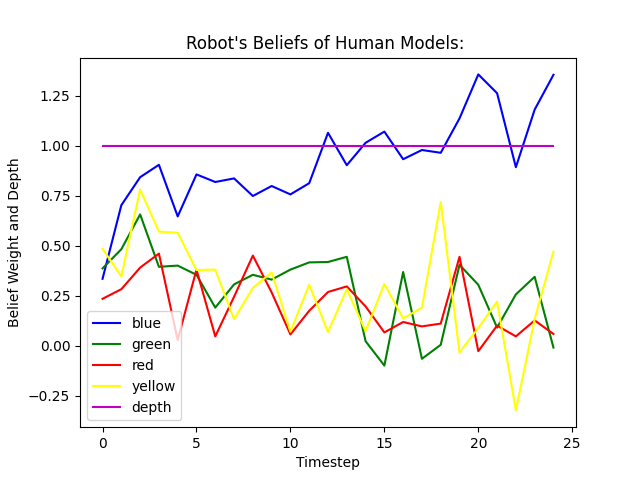 Robot's Beliefs of Human Models:
Belief Weight and Depth
1.25
1.00
0.75
0.50
0.25
0.00
−0.25
blue
green
red
yellow
depth
0 5 10 15 20 25
Timestep